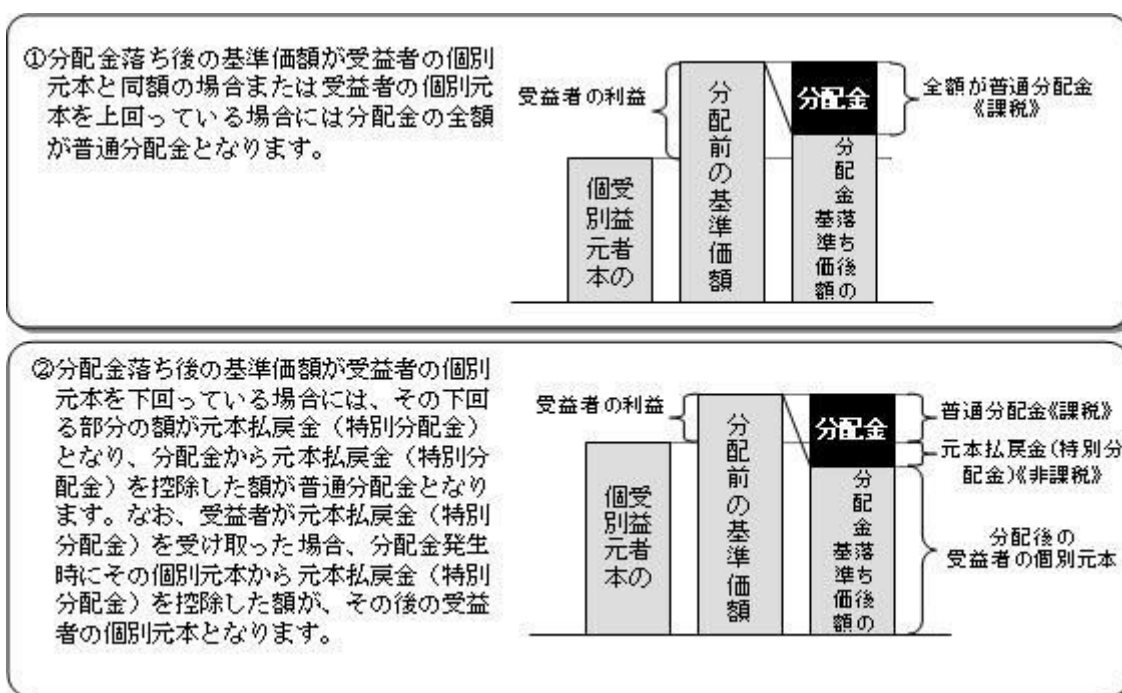 ①分配金落ち後の基準価額が受益者の個別
元本と同額の場合または受益者の個別元
本を上回っている場合には分配金の全額
が普通分配金となります。
受益者の利益
受益者の
個別元本
分配前の基準価額
分配金
分配金落ち後の
基準価額
全額が普通分配金
《課税》
②分配金落ち後の基準価額が受益者の個別
元本を下回っている場合には、その下回
る部分の額が元本払戻金（特別分配金）
となり、分配金から元本払戻金（特別分
配金）を控除した額が普通分配金となり
ます。なお、受益者が元本払戻金（特別
分配金）を受け取った場合、分配金発生
時にその個別元本から元本払戻金（特別
分配金）を控除した額が、その後の受益
者の個別元本となります。
受益者の利益
受益者の
個別元本
分配前の基準価額
分配金
分配金落ち後の
基準価額
普通分配金《課税》
元本払戻金(特別分
配金)《非課税》
分配後の
受益者の個別元本